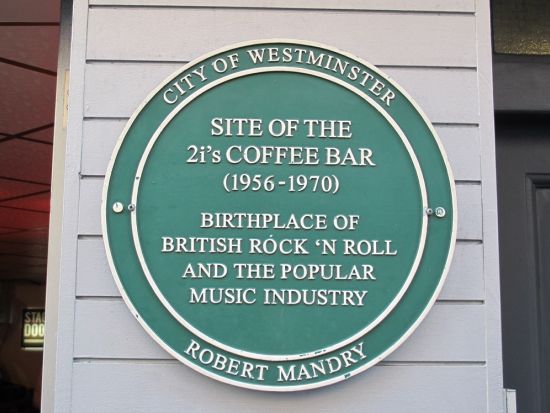 CITY OF WESTMINSTER
SITE OF THE
2i's COFFEE BAR
(1956-1970)
BIRTHPLACE OF
BRITISH RÓCK 'N ROLL
AND THE POPULAR
MUSIC INDUSTRY
ROBERT MANDRY